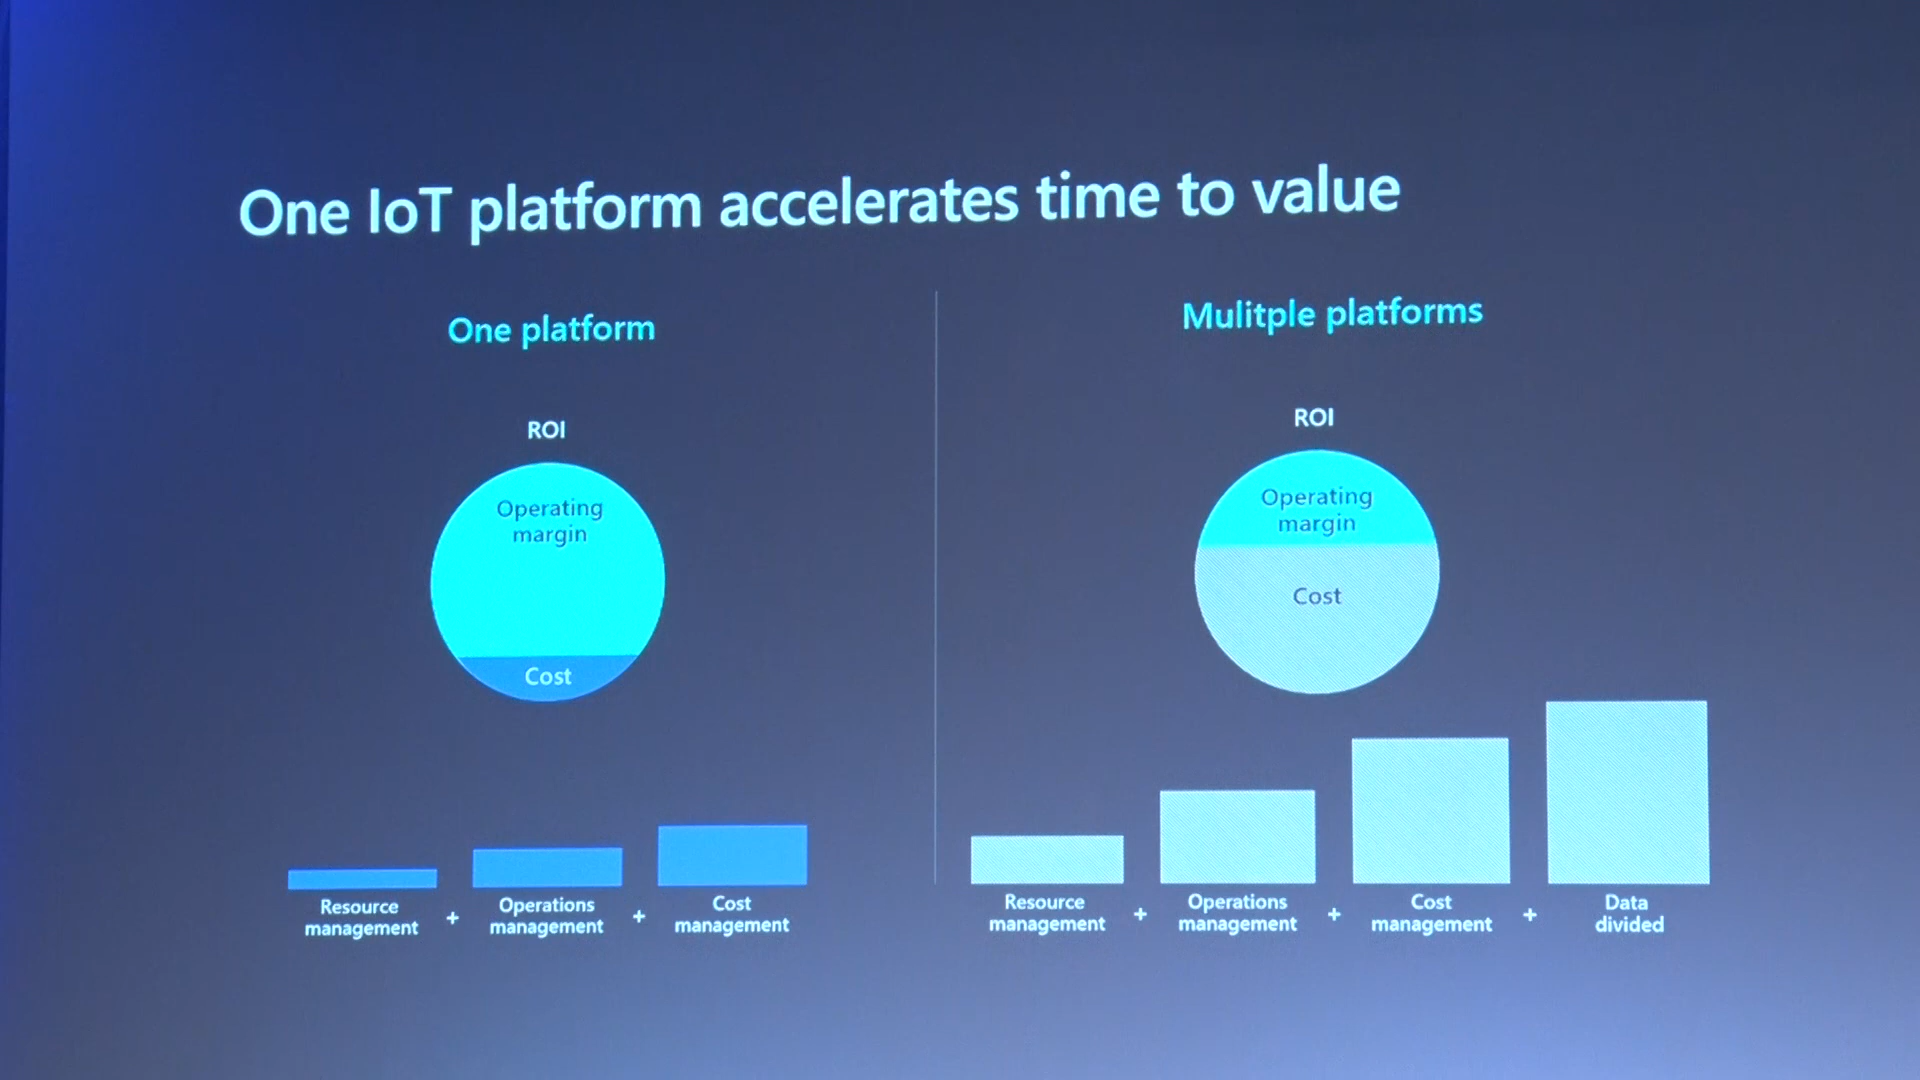 One IoT platform accelerates time to value
One platform
ROI
Operating
margin
Cost
Resource
management
+
Operations
management
+
Cost
management
Mulitple platforms
ROI
Operating
margin
Cost
Resource
management
+
Operations
management
+
Cost
management
+
Data
divided